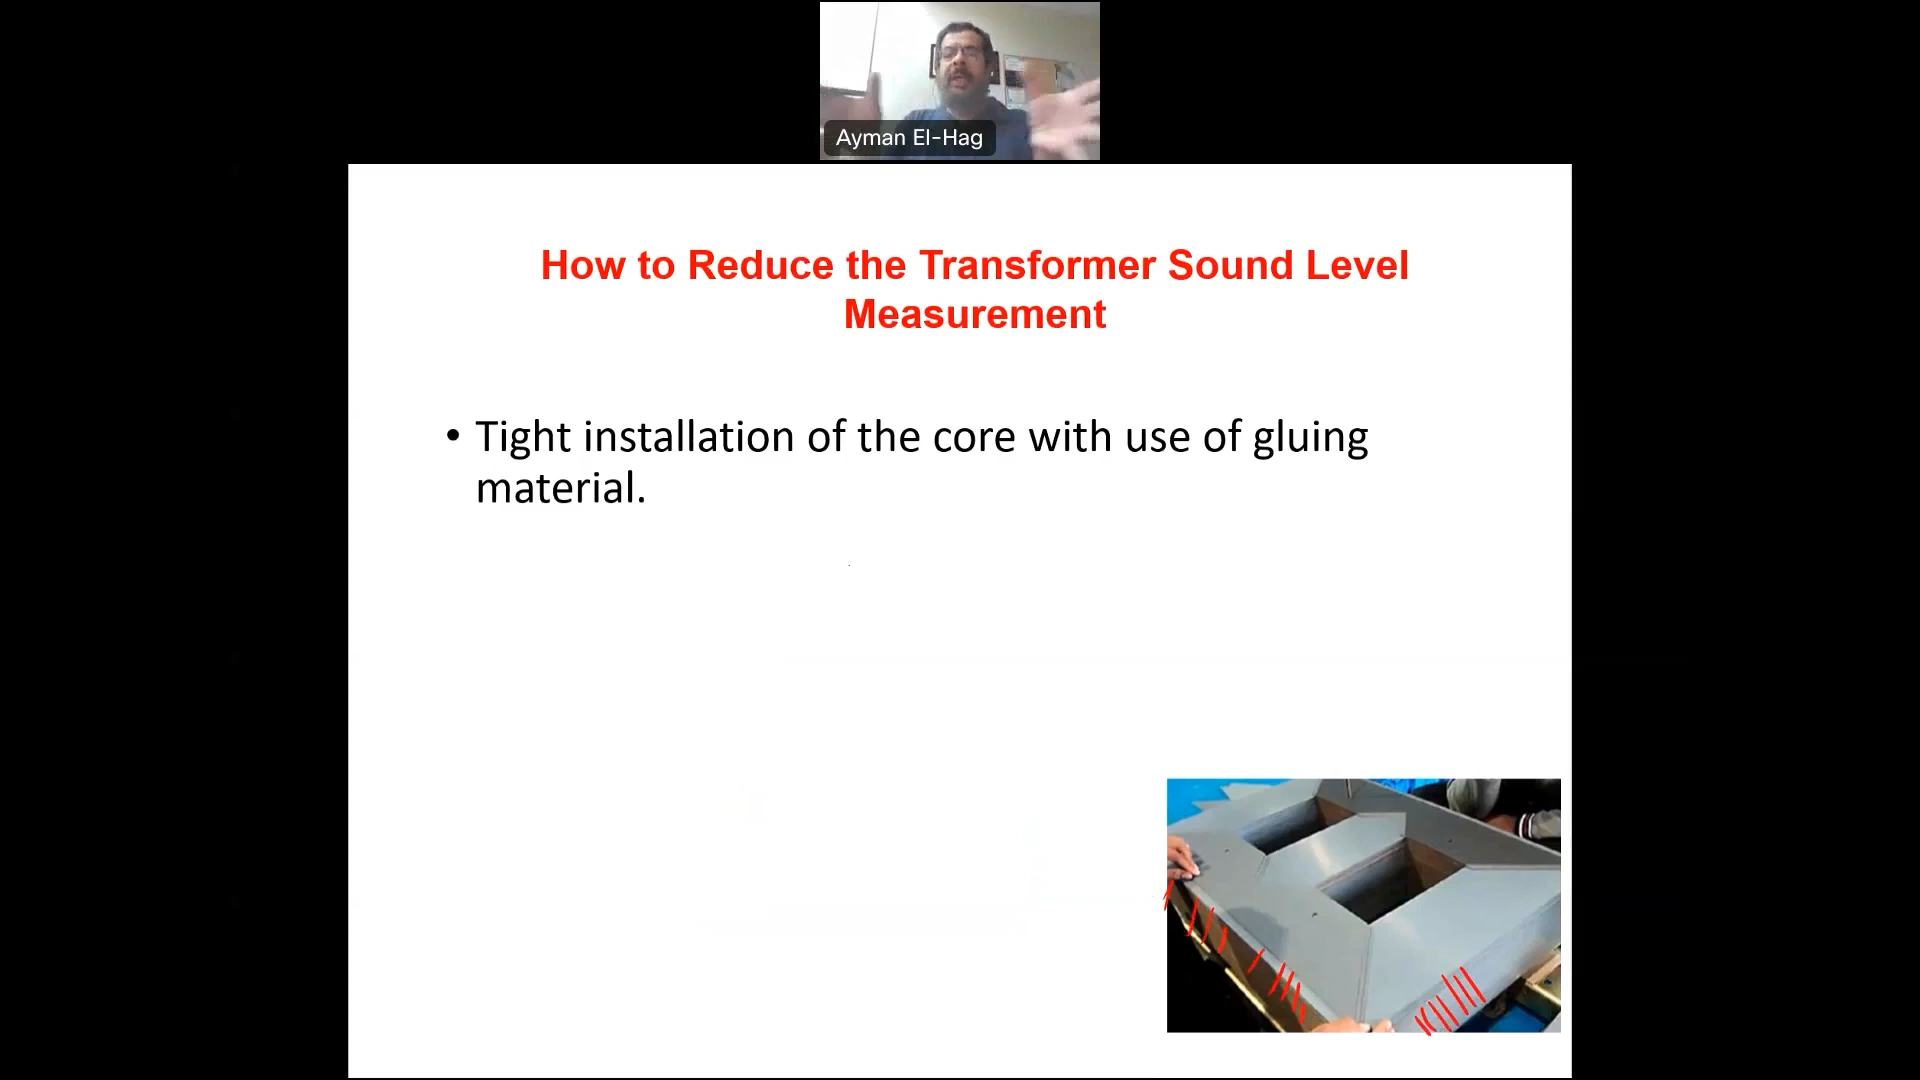 Ayman El-Hag
How to Reduce the Transformer Sound Level
Measurement
• Tight installation of the core with use of gluing
material.